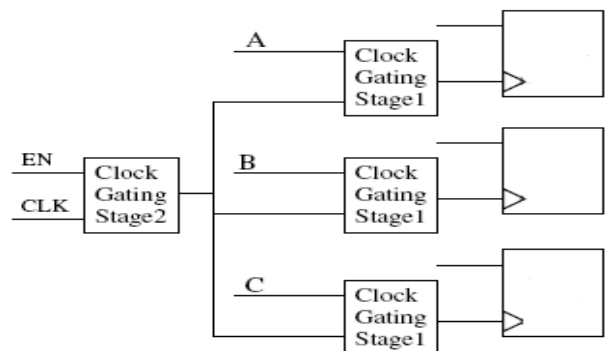 A
Clock
Gating
Stage1
EN
CLK
Clock
Gating
Stage2
B
Clock
Gating
Stage1
C
Clock
Gating
Stage1